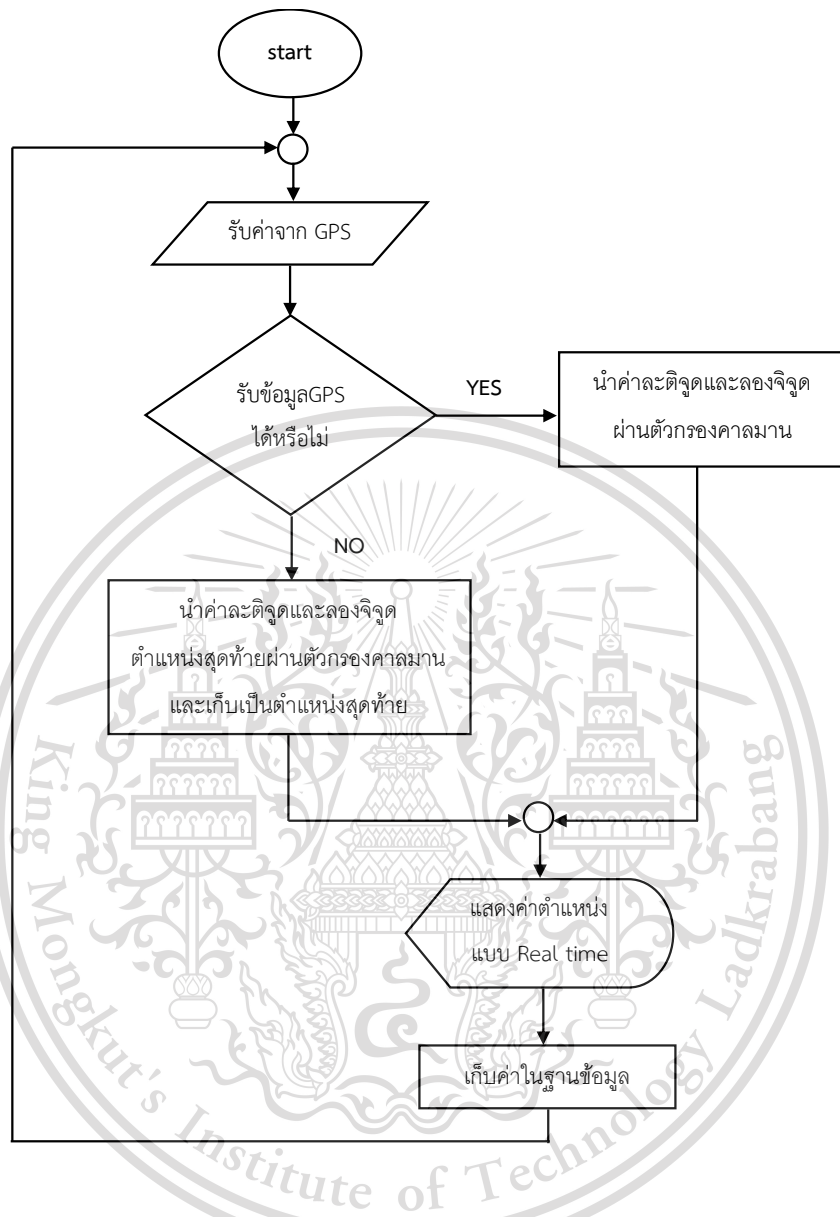 start
รับค่าจาก GPS
รับข้อมูลGPS
ได้หรือไม่
YES
นำค่าละติจูดและลองจิจูด
ผ่านตัวกรองคาลมาน
NO
นำค่าละติจูดและลองจิจูด
ตำแหน่งสุดท้ายผ่านตัวกรองคาลมาน
และเก็บเป็นตำแหน่งสุดท้าย
แสดงค่าตำแหน่ง
แบบ Real time
เก็บค่าในฐานข้อมูล
King Mongkut's Institute of Technology Ladkrabang